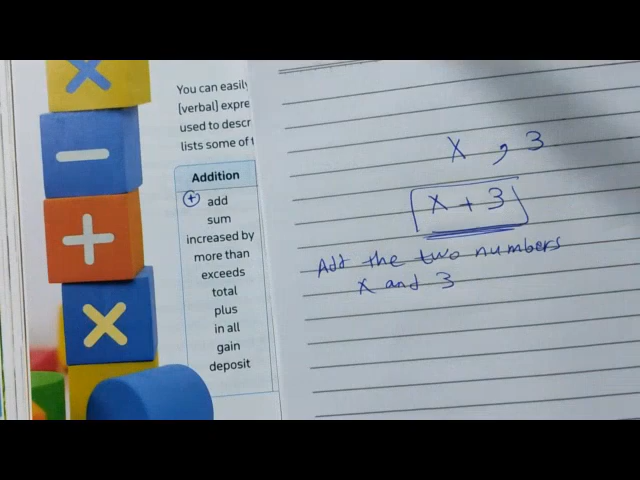 You can easily
[verbal] expre
used to descr
lists some of t
Addition
+ add
sum
increased by
more than
exceeds
total
plus
in all
gain
deposit
x , 3
x + 3
Add the two numbers
x and 3